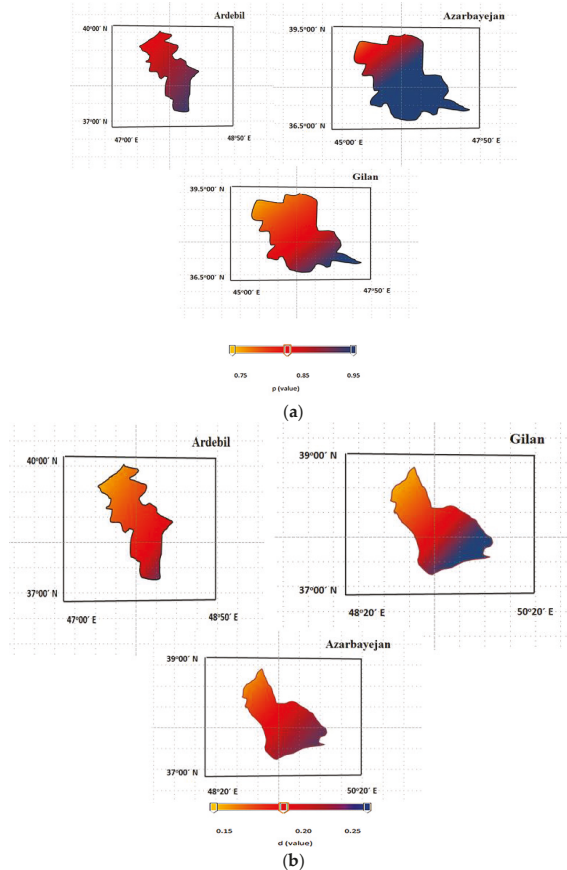 Ardebil
40°00′ N
37°00′ N
47°00′ E
48°50′ E
Azarbayejan
39.5°00′ N
36.5°00′ N
45°00′ E
47°50′ E
Gilan
39.5°00′ N
36.5°00′ N
45°00′ E
47°50′ E
0.75 0.85 0.95
p (value)
(a)
Ardebil
40°00′ N
37°00′ N
47°00′ E
48°50′ E
Gilan
39°00′ N
37°00′ N
48°20′ E
50°20′ E
Azarbayejan
39°00′ N
37°00′ N
48°20′ E
50°20′ E
0.15 0.20 0.25
d (value)
(b)